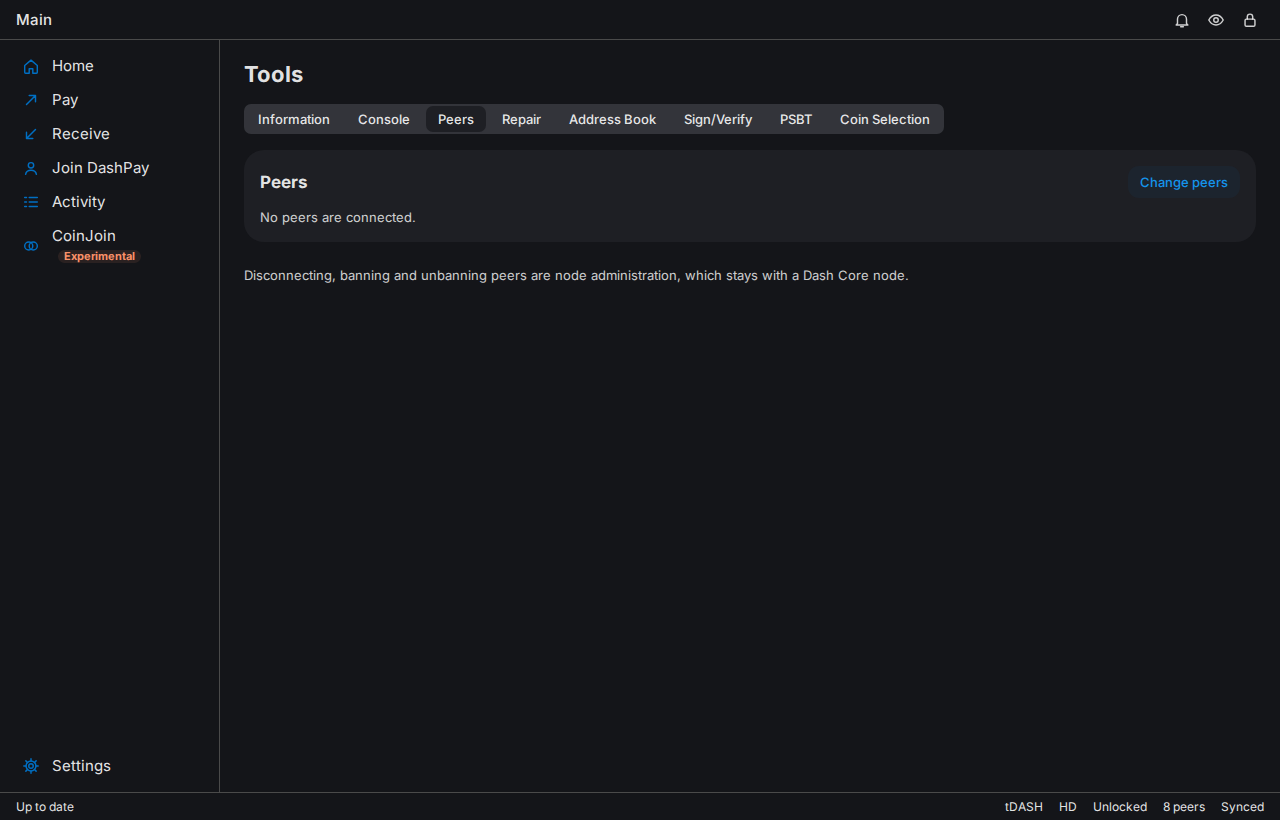 Main
Home
Pay
Receive
Join DashPay
Activity
CoinJoin
Experimental
Settings
Tools
Information Console Peers Repair Address Book Sign/Verify PSBT Coin Selection
Peers Change peers
No peers are connected.
Disconnecting, banning and unbanning peers are node administration, which stays with a Dash Core node.
Up to date tDASH HD Unlocked 8 peers Synced